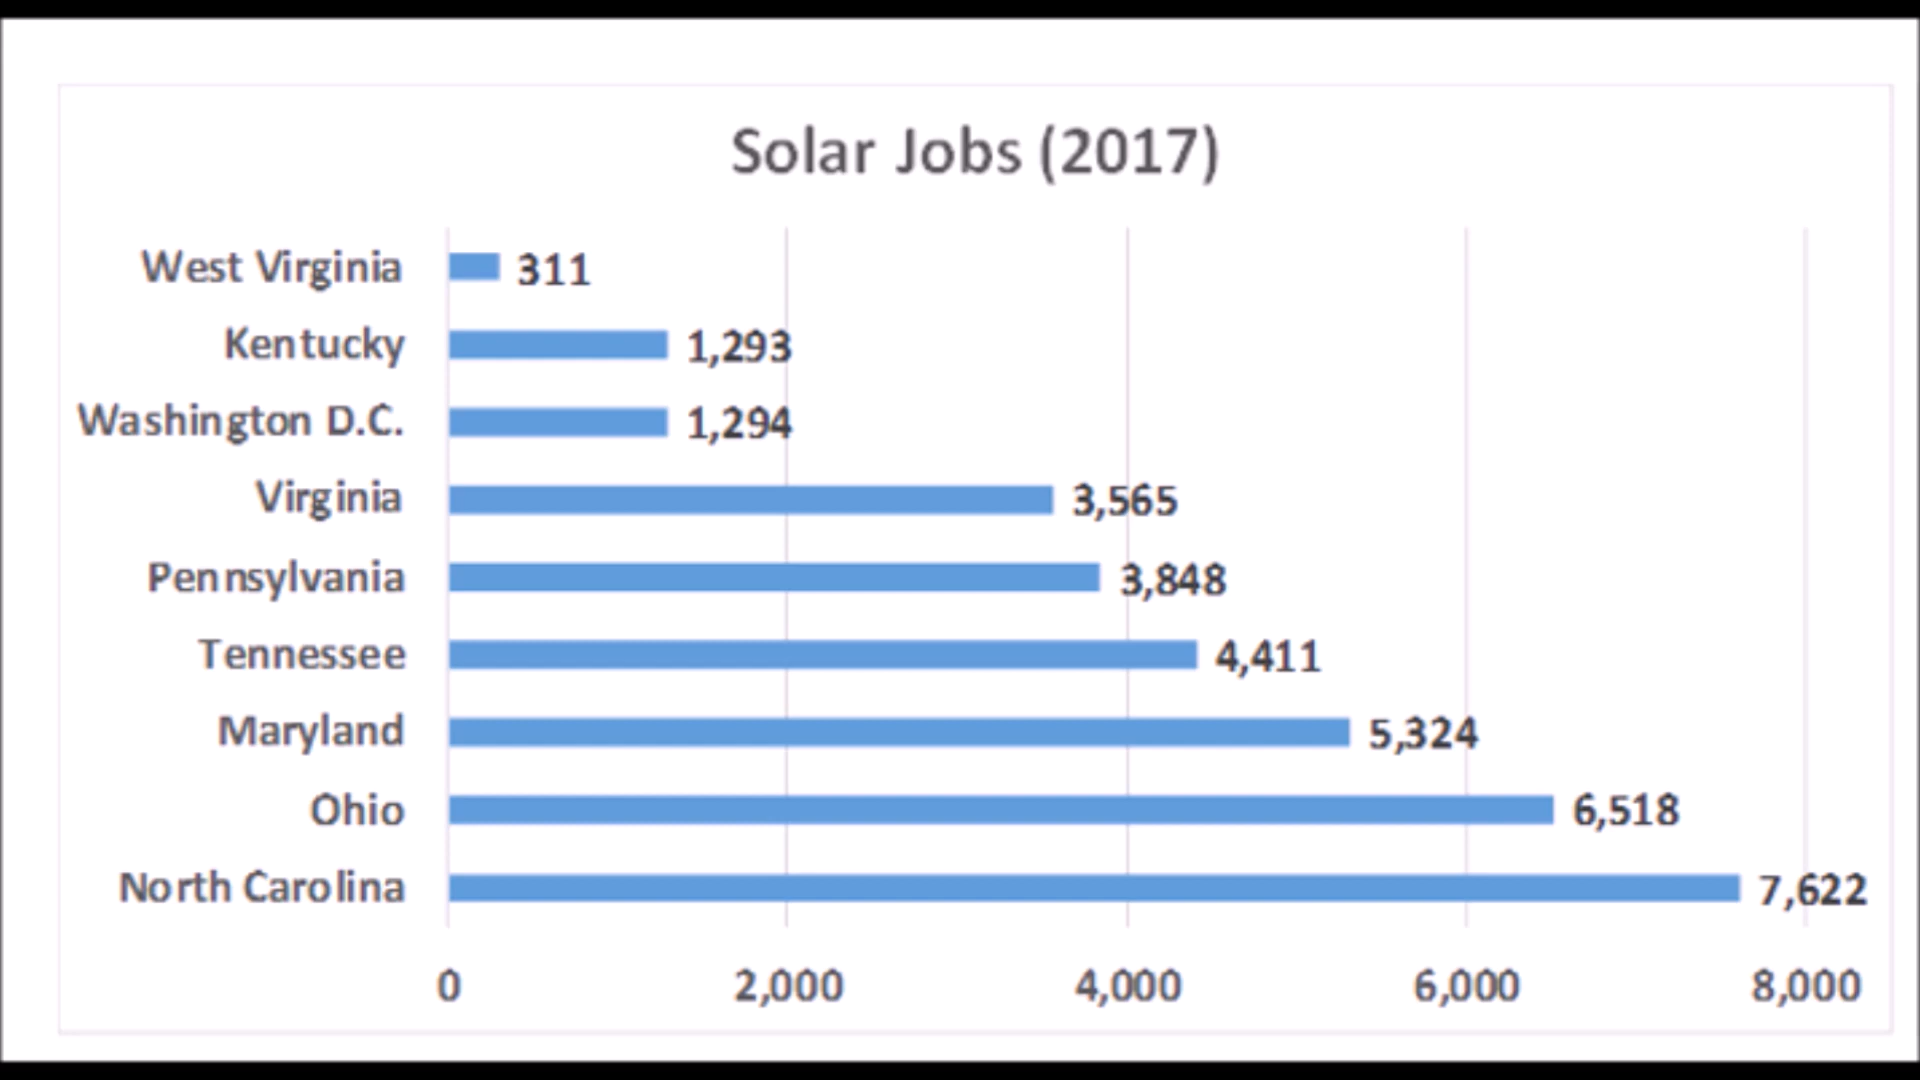 Solar Jobs (2017)
West Virginia 311
Kentucky 1,293
Washington D.C. 1,294
Virginia 3,565
Pennsylvania 3,848
Tennessee 4,411
Maryland 5,324
Ohio 6,518
North Carolina 7,622
0 2,000 4,000 6,000 8,000